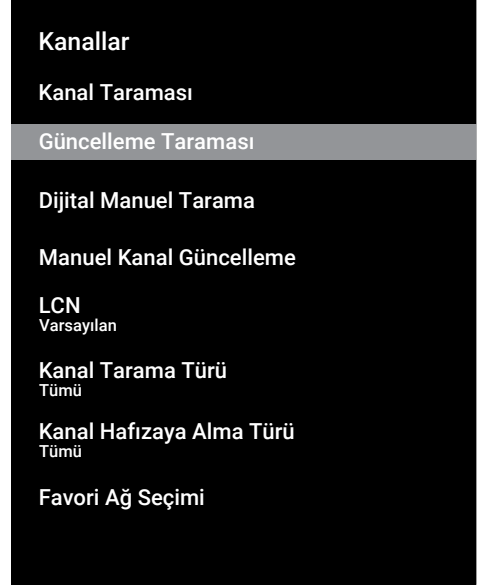 Kanallar
Kanal Taraması
Güncelleme Taraması
Dijital Manuel Tarama
Manuel Kanal Güncelleme
LCN
Varsayılan
Kanal Tarama Türü
Tümü
Kanal Hafızaya Alma Türü
Tümü
Favori Ağ Seçimi